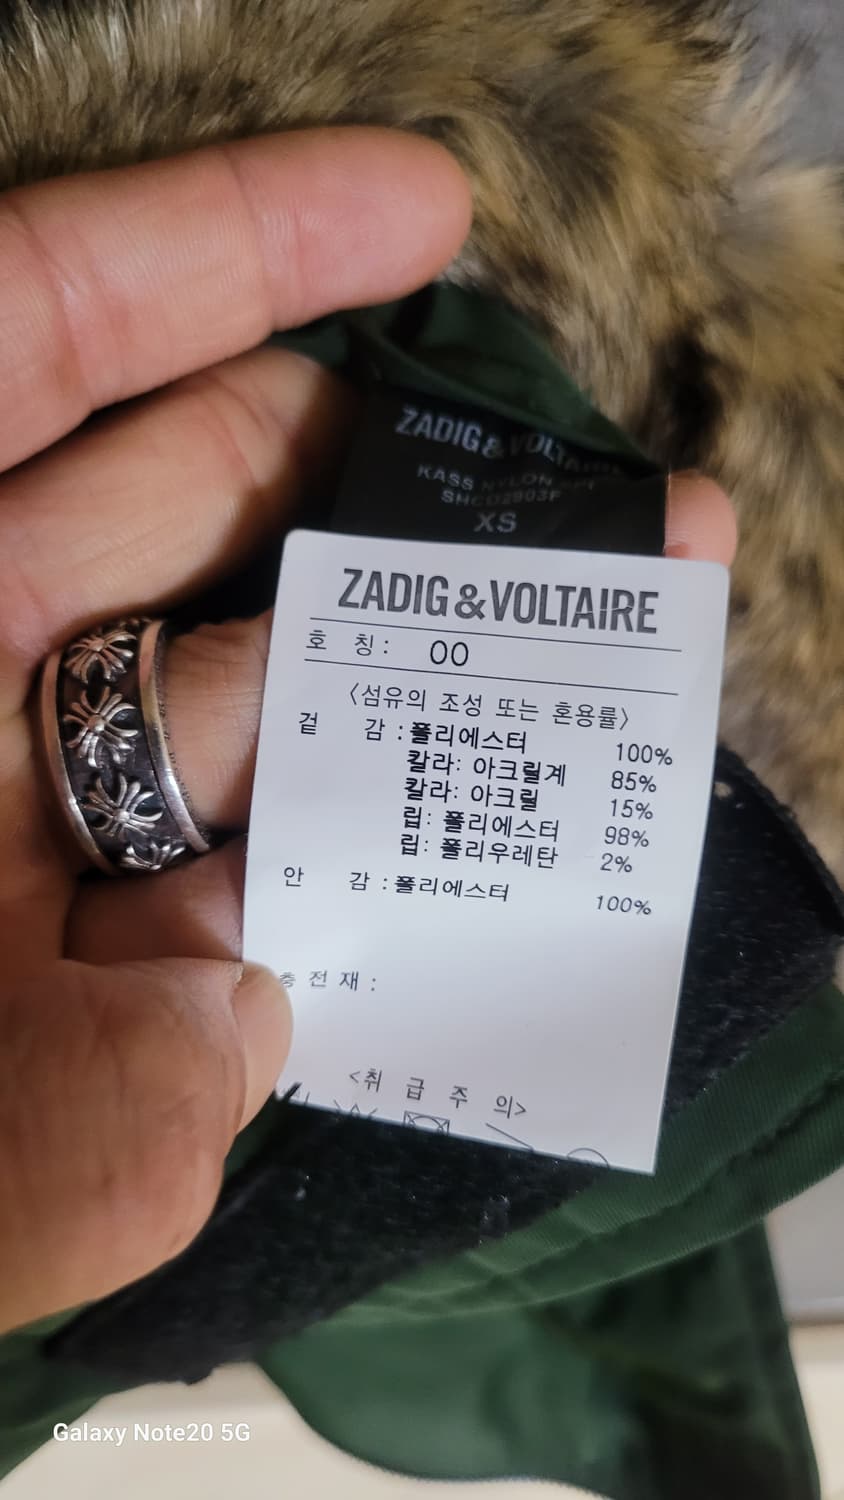 ZADIG & VOLTAIRE
KASS NYLON
SHCO2903F
XS
ZADIG&VOLTAIRE
호 칭: 00
<섬유의 조성 또는 혼용률>
겉 감 : 폴리에스터 100%
칼라: 아크릴계 85%
칼라: 아크릴 15%
립: 폴리에스터 98%
립: 폴리우레탄 2%
안 감 : 폴리에스터 100%
충 전 재 :
<취 급 주 의>
Galaxy Note20 5G